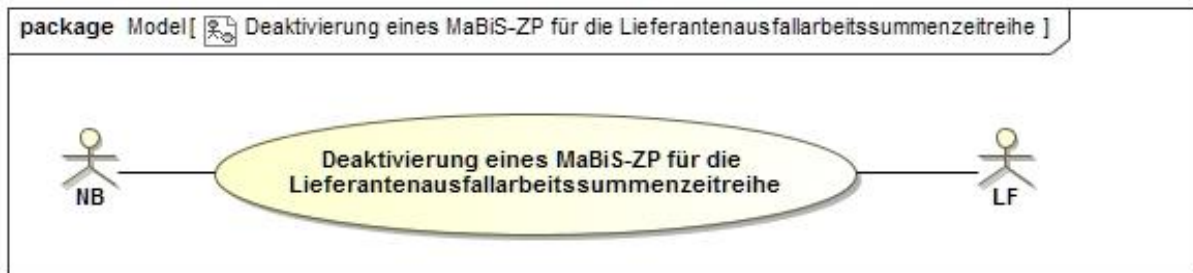 package Model[ Deaktivierung eines MaBiS-ZP für die Lieferantenausfallarbeitssummenzeitreihe ]
Deaktivierung eines MaBiS-ZP für die
Lieferantenausfallarbeitssummenzeitreihe
NB
LF